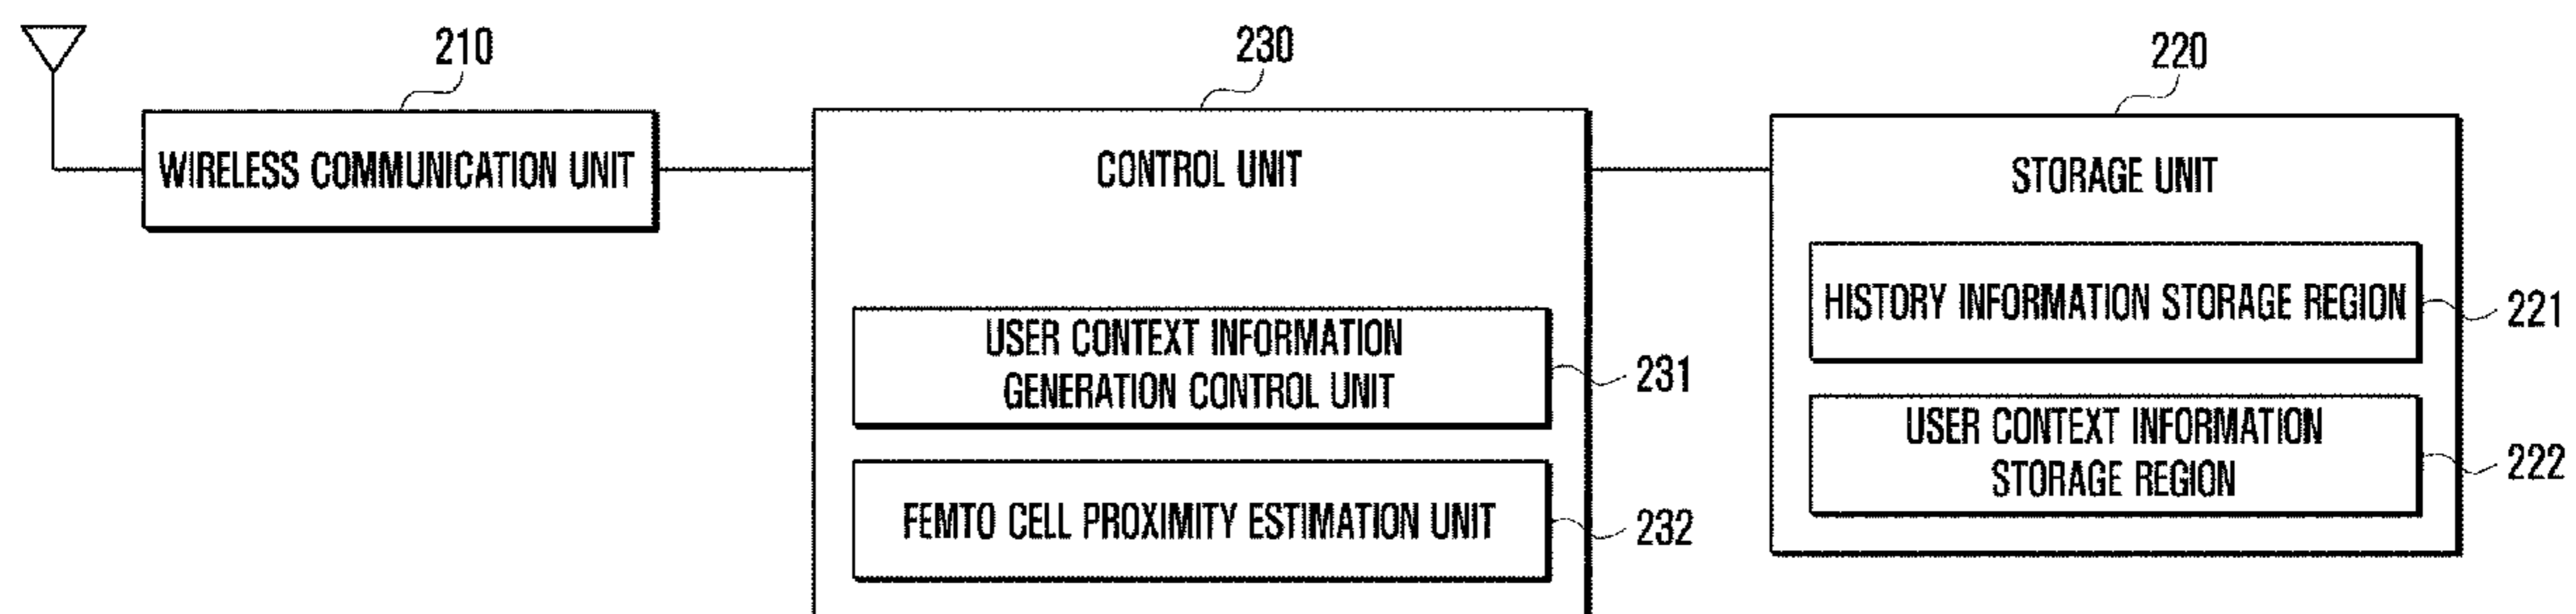 210
230
220
WIRELESS COMMUNICATION UNIT
CONTROL UNIT
STORAGE UNIT
HISTORY INFORMATION STORAGE REGION
221
USER CONTEXT INFORMATION
GENERATION CONTROL UNIT
231
USER CONTEXT INFORMATION
STORAGE REGION
222
FEMTO CELL PROXIMITY ESTIMATION UNIT
232